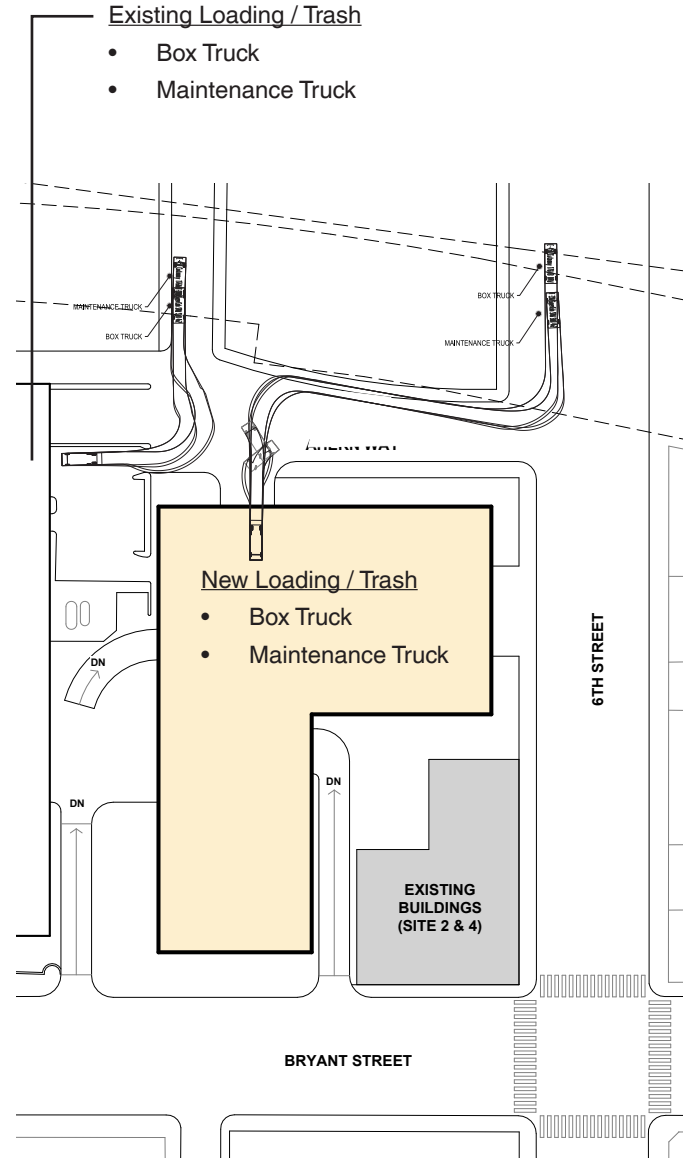 Existing Loading / Trash
• Box Truck
• Maintenance Truck
MAINTENANCE TRUCK
BOX TRUCK
BOX TRUCK
MAINTENANCE TRUCK
New Loading / Trash
• Box Truck
• Maintenance Truck
6TH STREET
DN
DN
DN
EXISTING
BUILDINGS
(SITE 2 & 4)
BRYANT STREET